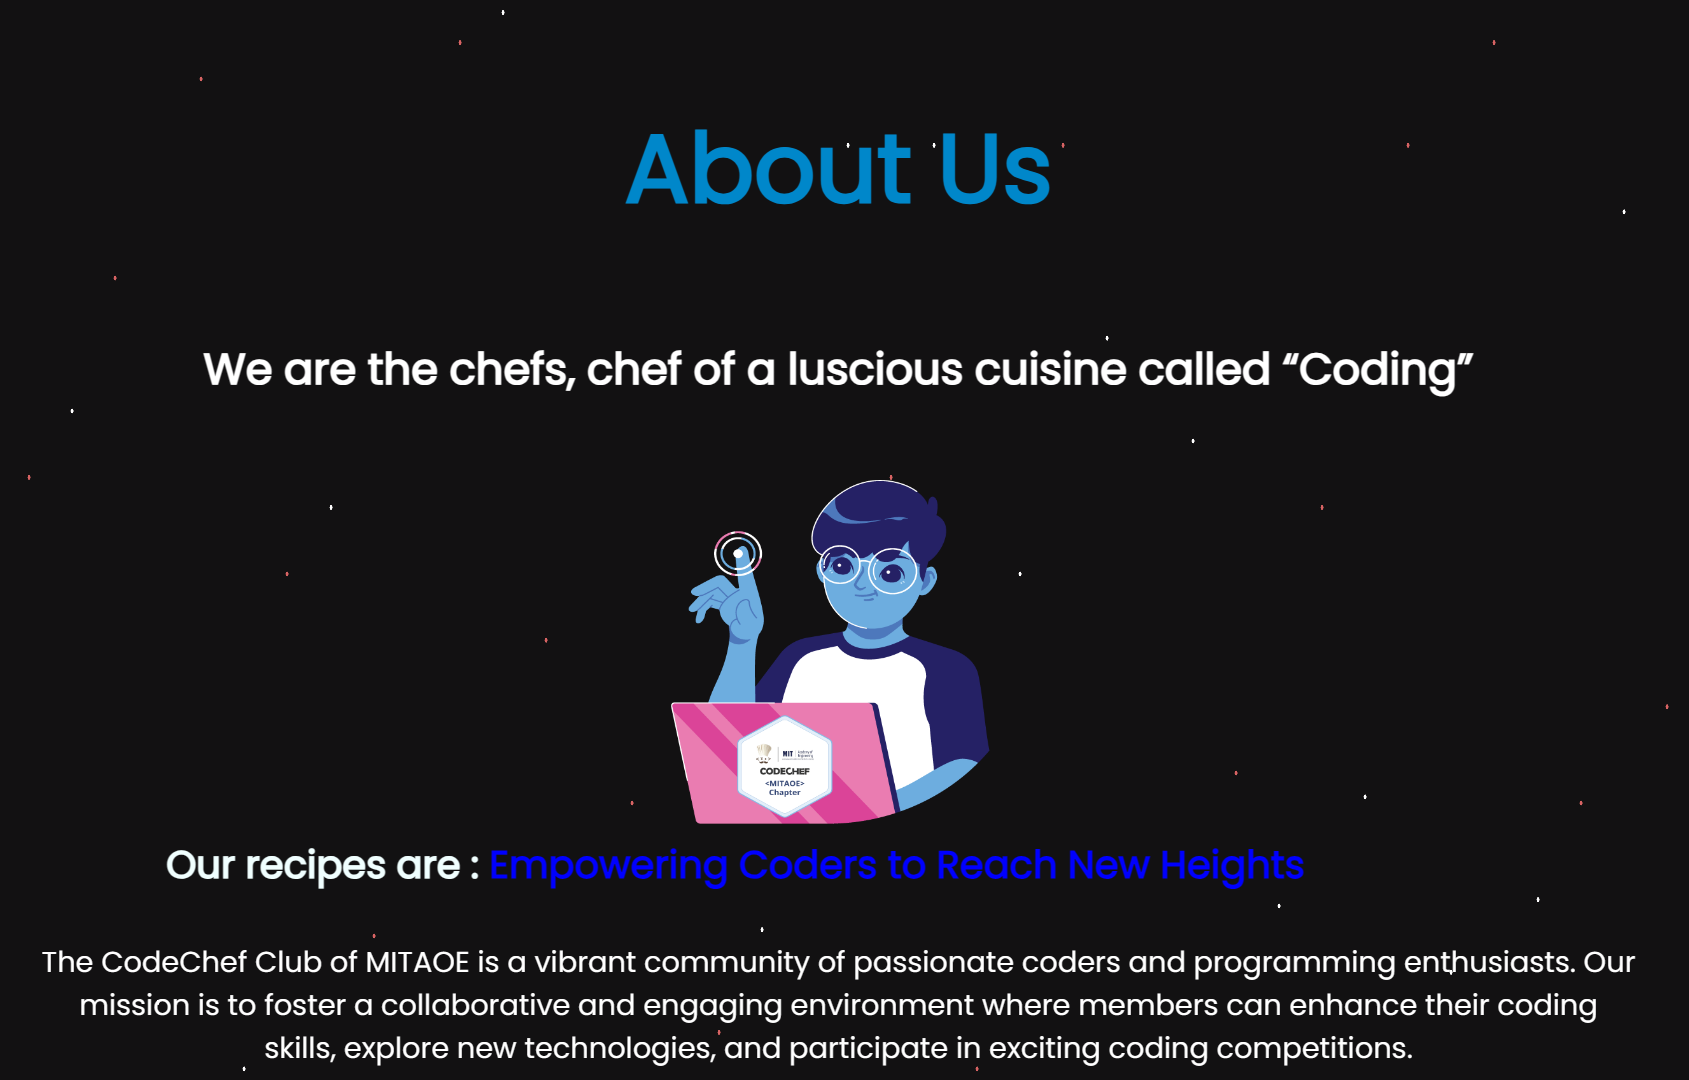 About Us
We are the chefs, chef of a luscious cuisine called “Coding”
MIT
CODECHEF
<MITAOE>
Chapter
Our recipes are : Empowering Coders to Reach New Heights
The CodeChef Club of MITAOE is a vibrant community of passionate coders and programming enthusiasts. Our
mission is to foster a collaborative and engaging environment where members can enhance their coding
skills, explore new technologies, and participate in exciting coding competitions.